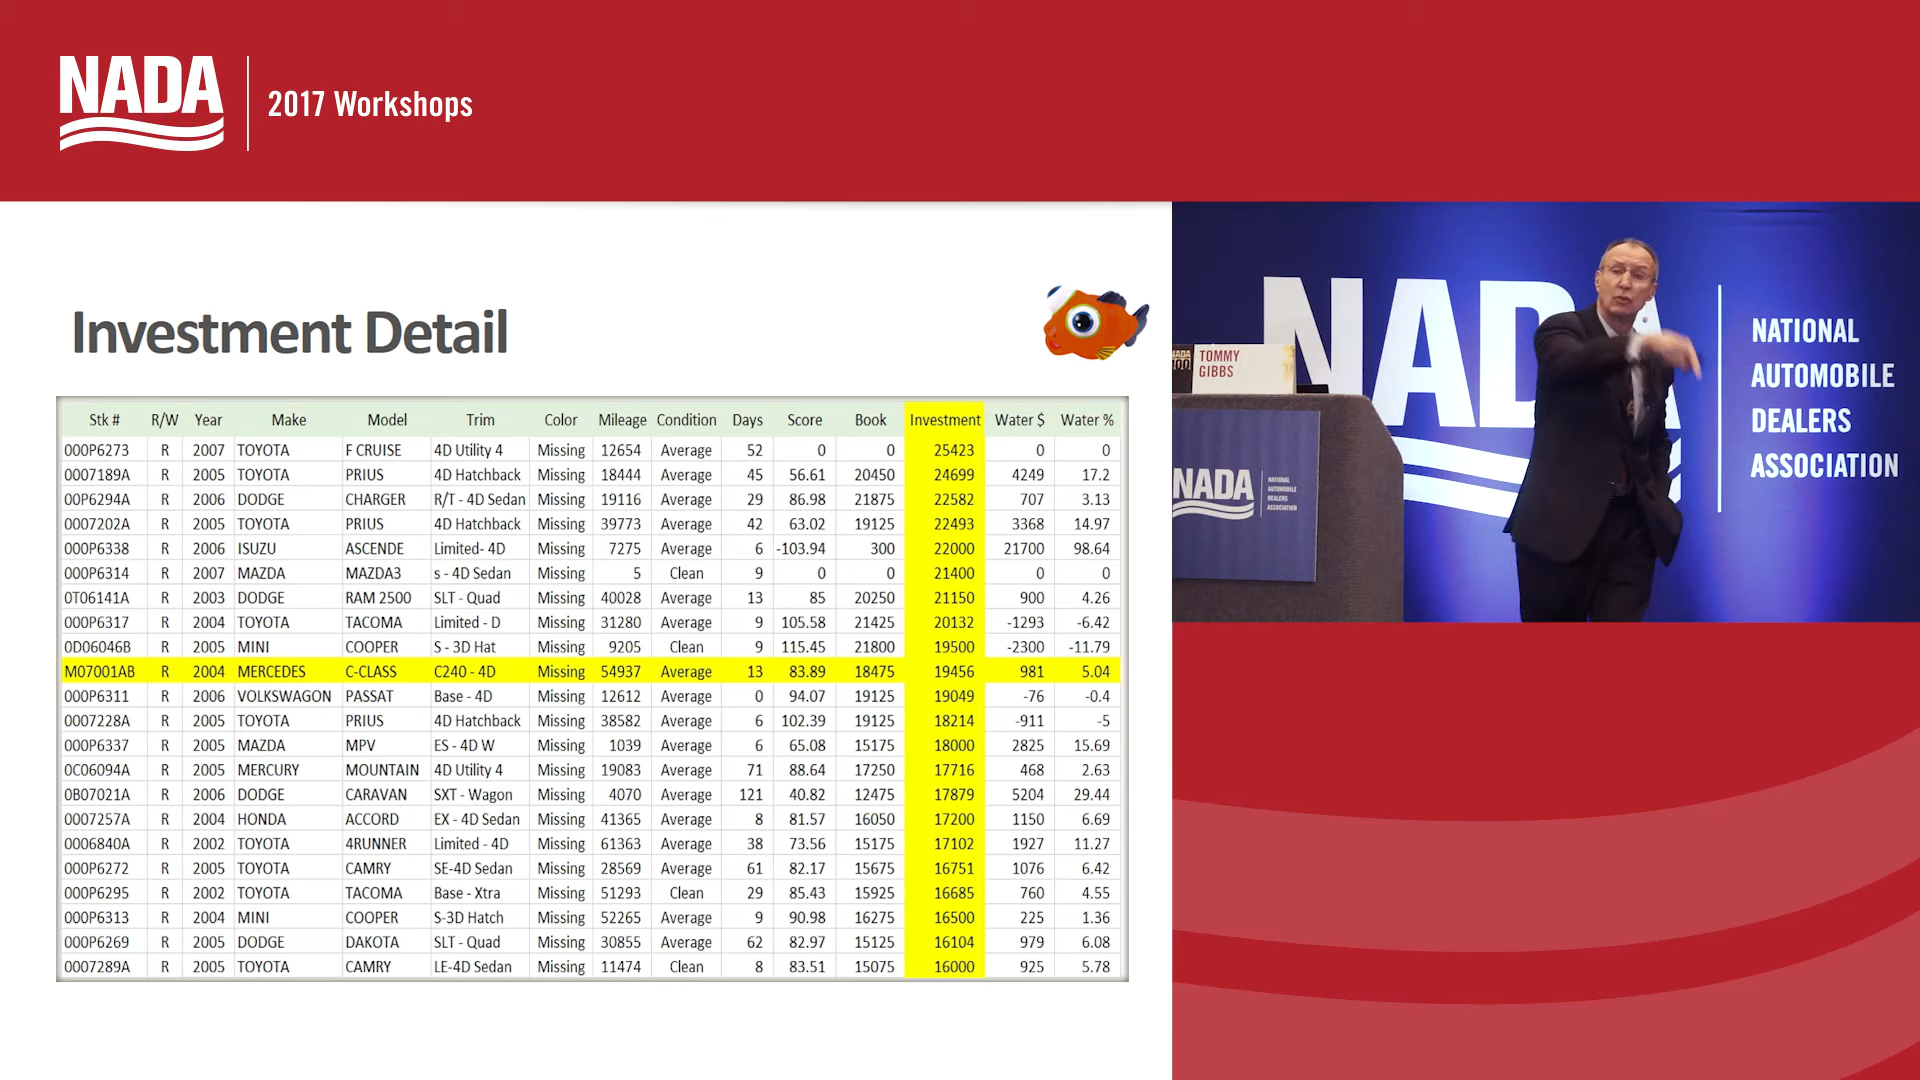 NADA
2017 Workshops
Investment Detail
Stk # R/W Year Make Model Trim Color Mileage Condition Days Score Book Investment Water $ Water %
000P6273 R 2007 TOYOTA F CRUISE 4D Utility 4 Missing 12654 Average 52 0 0 25423 0 0
0007189A R 2005 TOYOTA PRIUS 4D Hatchback Missing 18444 Average 45 56.61 20450 24699 4249 17.2
00P6294A R 2006 DODGE CHARGER R/T - 4D Sedan Missing 19116 Average 29 86.98 21875 22582 707 3.13
0007202A R 2005 TOYOTA PRIUS 4D Hatchback Missing 39773 Average 42 63.02 19125 22493 3368 14.97
000P6338 R 2006 ISUZU ASCENDE Limited- 4D Missing 7275 Average 6 -103.94 300 22000 21700 98.64
000P6314 R 2007 MAZDA MAZDA3 s - 4D Sedan Missing 5 Clean 9 0 0 21400 0 0
0T06141A R 2003 DODGE RAM 2500 SLT - Quad Missing 40028 Average 13 85 20250 21150 900 4.26
000P6317 R 2004 TOYOTA TACOMA Limited - D Missing 31280 Average 9 105.58 21425 20132 -1293 -6.42
0D06046B R 2005 MINI COOPER S - 3D Hat Missing 9205 Clean 9 115.45 21800 19500 -2300 -11.79
M07001AB R 2004 MERCEDES C-CLASS C240 - 4D Missing 54937 Average 13 83.89 18475 19456 981 5.04
000P6311 R 2006 VOLKSWAGON PASSAT Base - 4D Missing 12612 Average 0 94.07 19125 19049 -76 -0.4
0007228A R 2005 TOYOTA PRIUS 4D Hatchback Missing 38582 Average 6 102.39 19125 18214 -911 -5
000P6337 R 2005 MAZDA MPV ES - 4D W Missing 1039 Average 6 65.08 15175 18000 2825 15.69
0C06094A R 2005 MERCURY MOUNTAIN 4D Utility 4 Missing 19083 Average 71 88.64 17250 17716 468 2.63
0B07021A R 2006 DODGE CARAVAN SXT - Wagon Missing 4070 Average 121 40.82 12475 17879 5204 29.44
0007257A R 2004 HONDA ACCORD EX - 4D Sedan Missing 41365 Average 8 81.57 16050 17200 1150 6.69
0006840A R 2002 TOYOTA 4RUNNER Limited - 4D Missing 61363 Average 38 73.56 15175 17102 1927 11.27
000P6272 R 2005 TOYOTA CAMRY SE-4D Sedan Missing 28569 Average 61 82.17 15675 16751 1076 6.42
000P6295 R 2002 TOYOTA TACOMA Base - Xtra Missing 51293 Clean 29 85.43 15925 16685 760 4.55
000P6313 R 2004 MINI COOPER S-3D Hatch Missing 52265 Average 9 90.98 16275 16500 225 1.36
000P6269 R 2005 DODGE DAKOTA SLT - Quad Missing 30855 Average 62 82.97 15125 16104 979 6.08
0007289A R 2005 TOYOTA CAMRY LE-4D Sedan Missing 11474 Clean 8 83.51 15075 16000 925 5.78
NADA
NATIONAL
AUTOMOBILE
DEALERS
ASSOCIATION
NADA
100
TOMMY
GIBBS
NADA
NATIONAL
AUTOMOBILE
DEALERS
ASSOCIATION